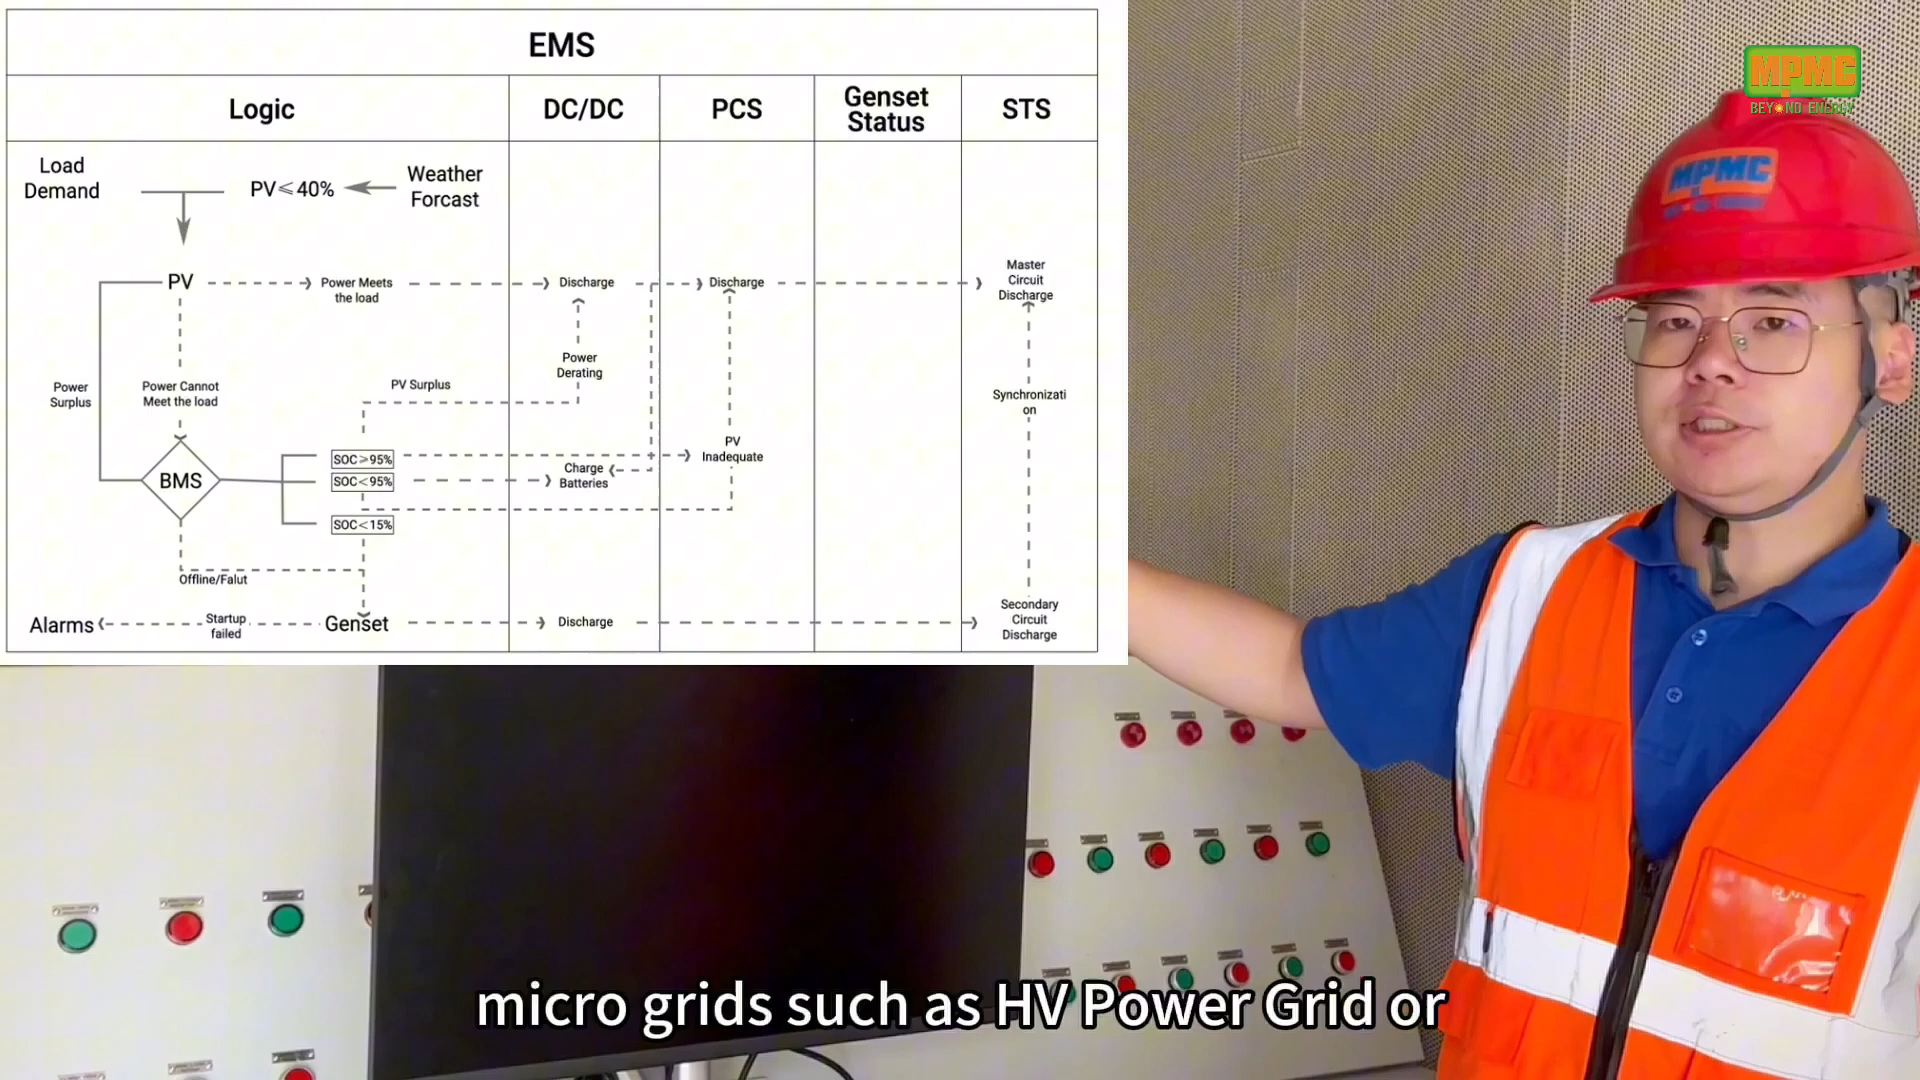 EMS
Logic
DC/DC
PCS
Genset
Status
STS
Load
Demand
PV≤40%
Weather
Forcast
PV
Power Meets
the load
Discharge
Discharge
Master
Circuit
Discharge
Power
Derating
Power
Surplus
Power Cannot
Meet the load
PV Surplus
Synchronizati
on
BMS
SOC≥95%
SOC<95%
SOC<15%
Charge
Batteries
PV
Inadequate
Offline/Falut
Alarms
Startup
failed
Genset
Discharge
Secondary
Circuit
Discharge
MPMC
BEYOND ENERGY
MPMC
micro grids such as HV Power Grid or